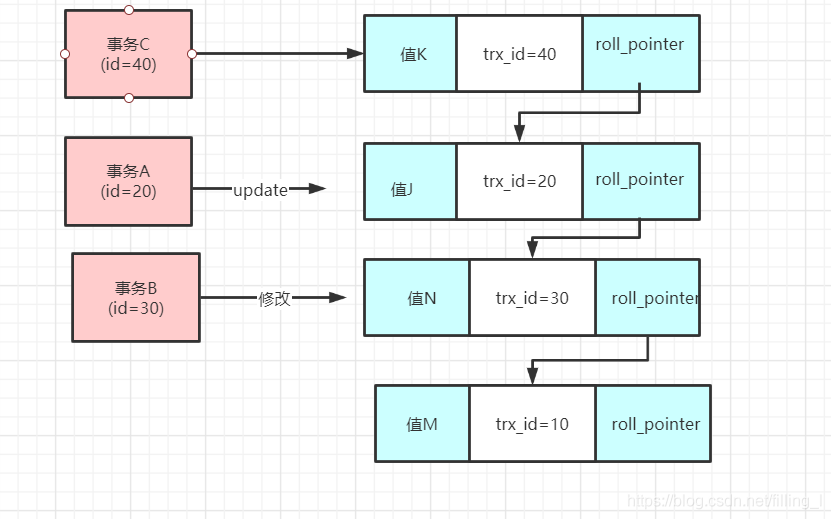 事务C
(id=40)
值K
trx_id=40
roll_pointer
事务A
(id=20)
update
值J
trx_id=20
roll_pointer
事务B
(id=30)
修改
值N
trx_id=30
roll_pointer
值M
trx_id=10
roll_pointer
https://blog.csdn.net/filling_l